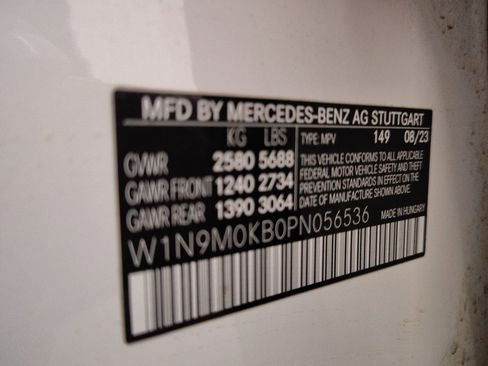 MFD BY MERCEDES-BENZ AG STUTTGART
KG LBS TYPE: MPV 149 08/23
GVWR 2580 5688
GAWR FRONT 1240 2734
GAWR REAR 1390 3064
THIS VEHICLE CONFORMS TO ALL APPLICABLE
FEDERAL MOTOR VEHICLE SAFETY AND THEFT
PREVENTION STANDARDS IN EFFECT ON THE
DATE OF MANUFACTURE SHOWN ABOVE.
W1N9M0KB0PN056536 MADE IN HUNGARY